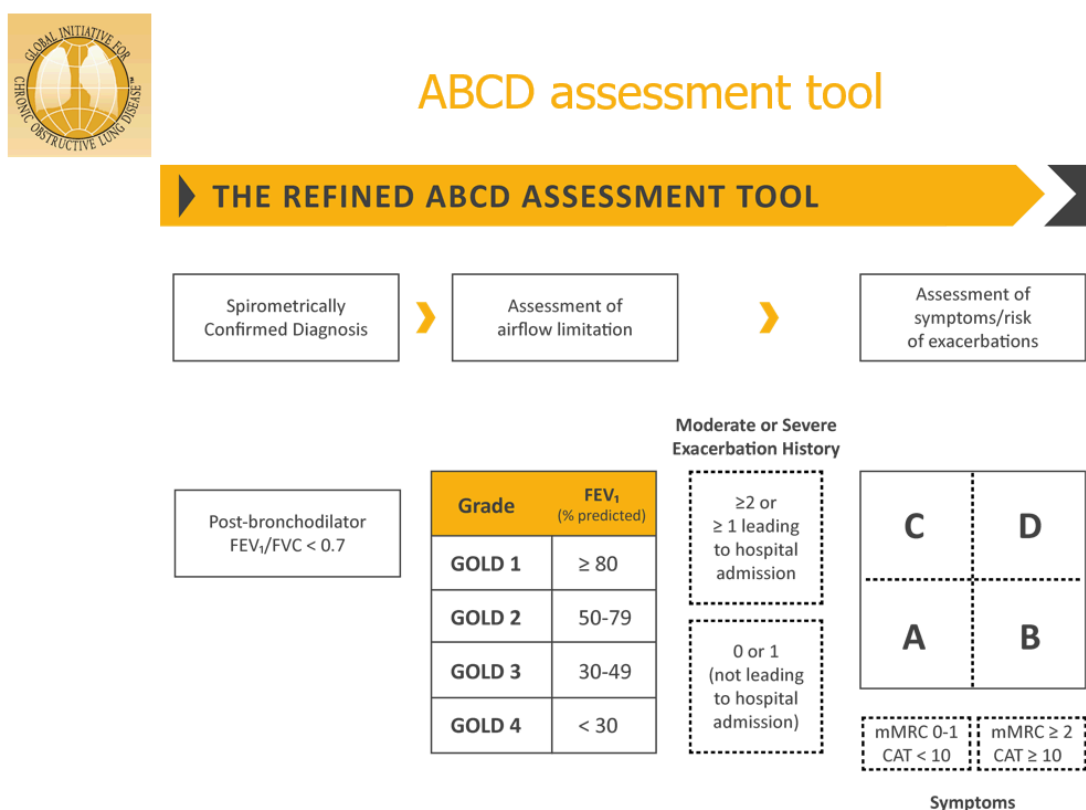 GLOBAL INITIATIVE FOR
CHRONIC OBSTRUCTIVE LUNG DISEASE™
ABCD assessment tool
THE REFINED ABCD ASSESSMENT TOOL
Spirometrically
Confirmed Diagnosis
Assessment of
airflow limitation
Assessment of
symptoms/risk
of exacerbations
Post-bronchodilator
FEV₁/FVC < 0.7
Grade
FEV₁
(% predicted)
GOLD 1
≥ 80
GOLD 2
50-79
GOLD 3
30-49
GOLD 4
< 30
Moderate or Severe
Exacerbation History
≥2 or
≥ 1 leading
to hospital
admission
0 or 1
(not leading
to hospital
admission)
C
D
A
B
mMRC 0-1
CAT < 10
mMRC ≥ 2
CAT ≥ 10
Symptoms